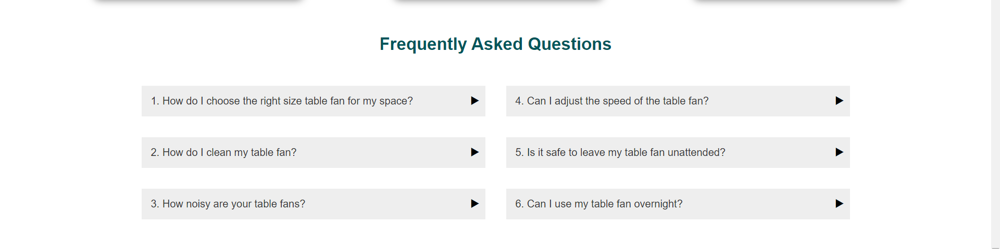 Frequently Asked Questions
1. How do I choose the right size table fan for my space?
2. How do I clean my table fan?
3. How noisy are your table fans?
4. Can I adjust the speed of the table fan?
5. Is it safe to leave my table fan unattended?
6. Can I use my table fan overnight?